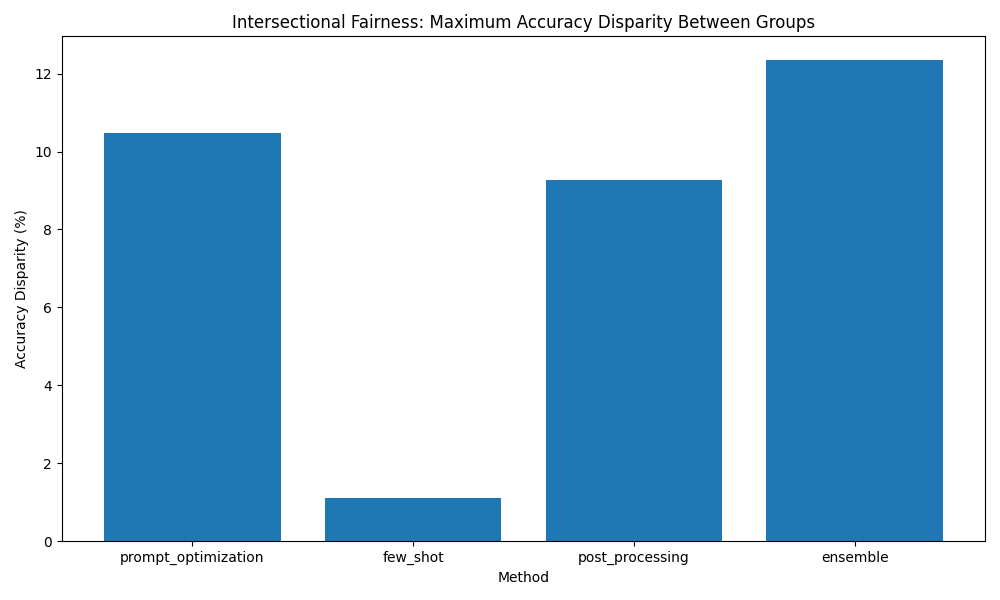 Intersectional Fairness: Maximum Accuracy Disparity Between Groups
Accuracy Disparity (%)
12
10
8
6
4
2
0
prompt_optimization few_shot post_processing ensemble
Method